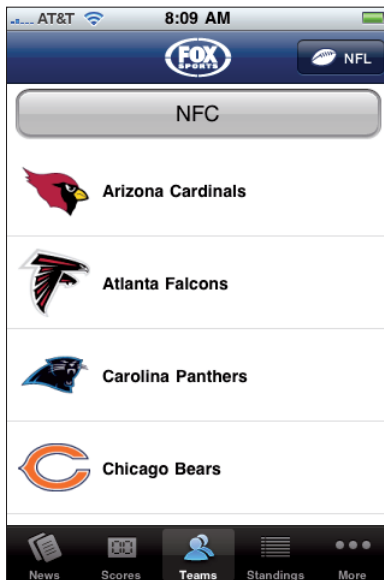 AT&T 8:09 AM
FOX
SPORTS
NFL
NFC
Arizona Cardinals
Atlanta Falcons
Carolina Panthers
Chicago Bears
News Scores Teams Standings More